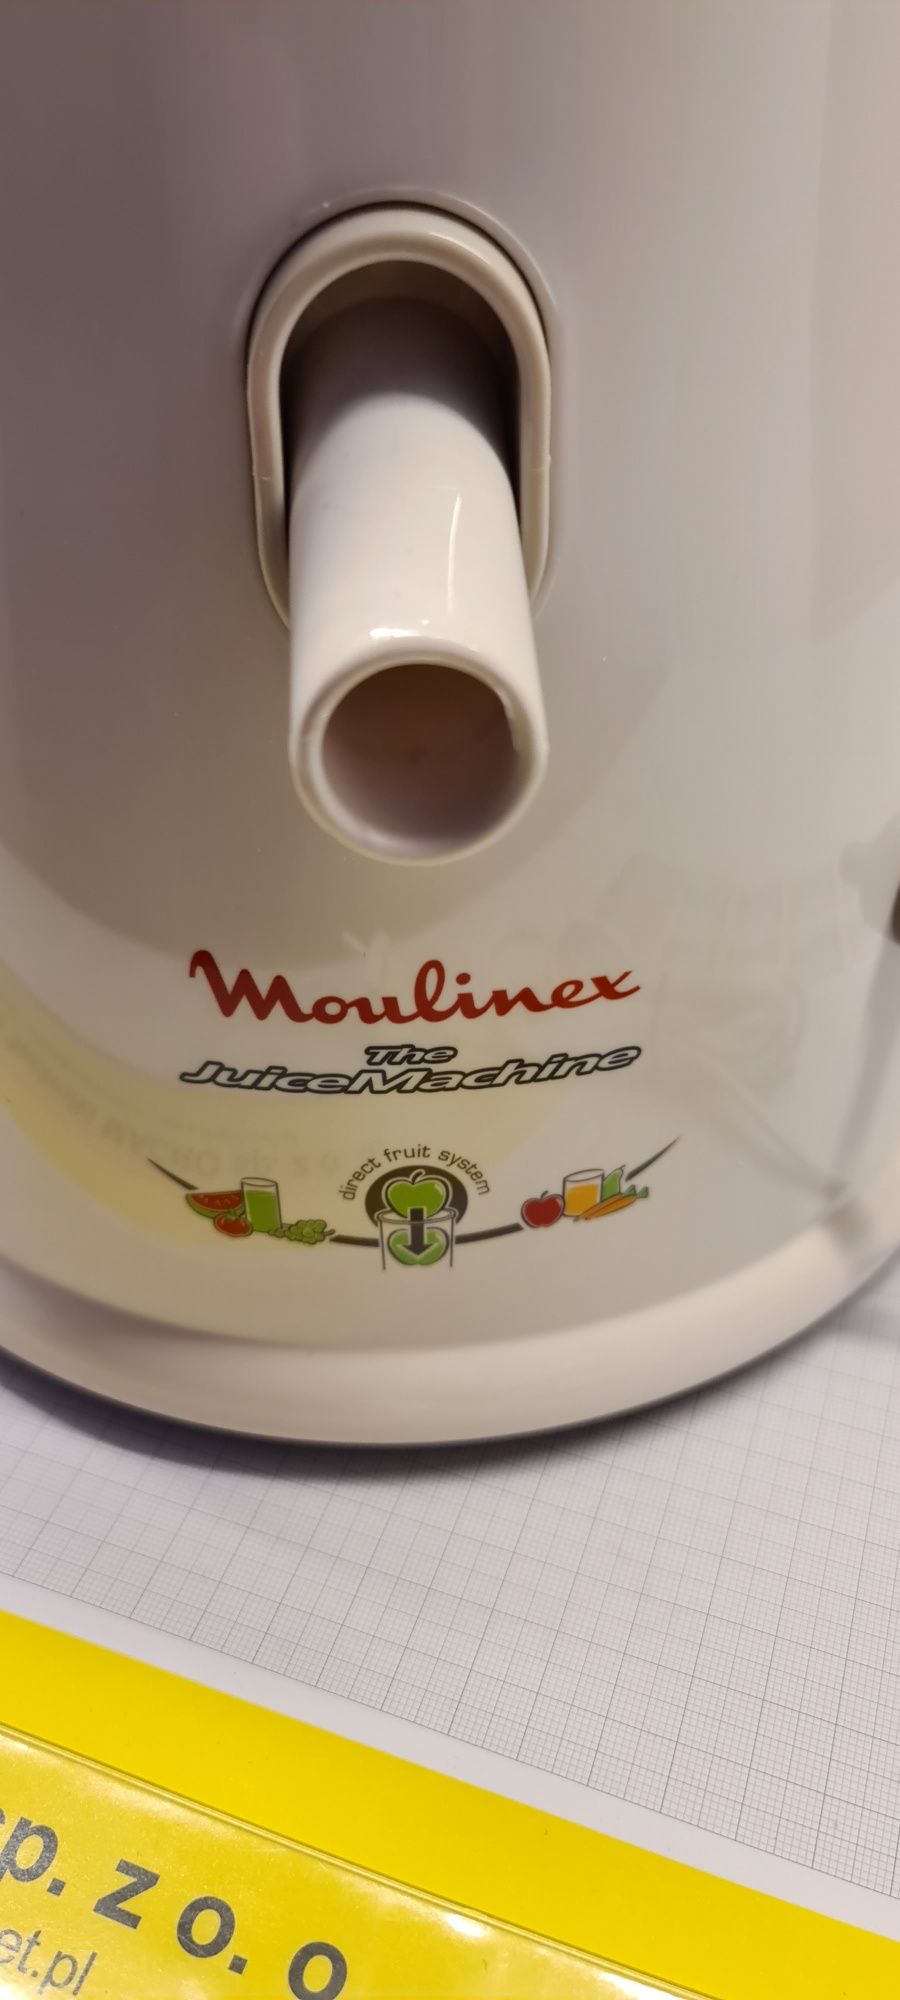 Moulinex
The
JuiceMachine
direct fruit system
sp. z o. o
et.pl